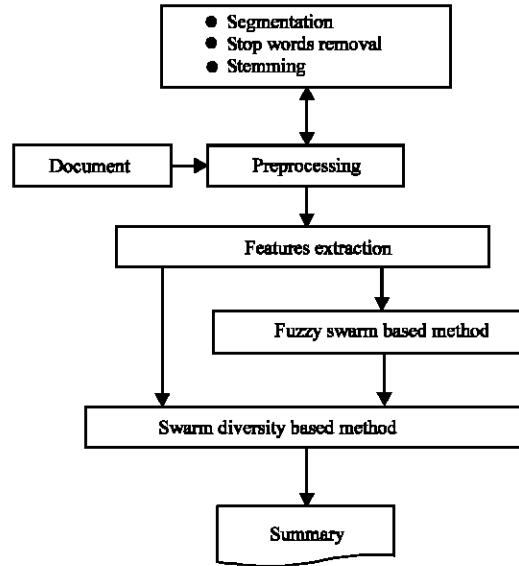 ● Segmentation
● Stop words removal
● Stemming
Document
Preprocessing
Features extraction
Fuzzy swarm based method
Swarm diversity based method
Summary